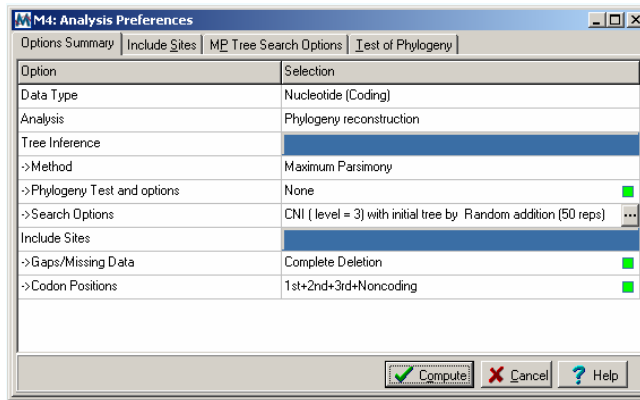 M4: Analysis Preferences
Options Summary Include Sites MP Tree Search Options Test of Phylogeny
Option Selection
Data Type Nucleotide (Coding)
Analysis Phylogeny reconstruction
Tree Inference
->Method Maximum Parsimony
->Phylogeny Test and options None
->Search Options CNI ( level = 3) with initial tree by Random addition (50 reps) ...
Include Sites
->Gaps/Missing Data Complete Deletion
->Codon Positions 1st+2nd+3rd+Noncoding
Compute Cancel ? Help